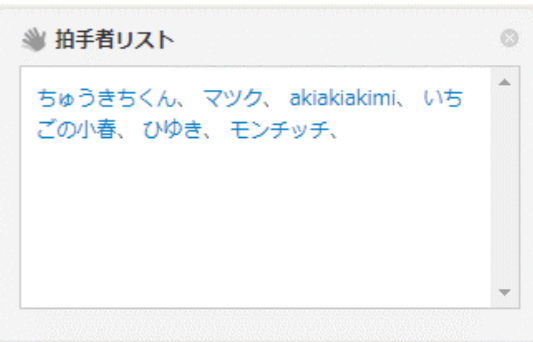 拍手者リスト
ちゅうきちくん、 マツク、 akiakiakimi、 いち
ごの小春、 ひゆき、 モンチッチ、